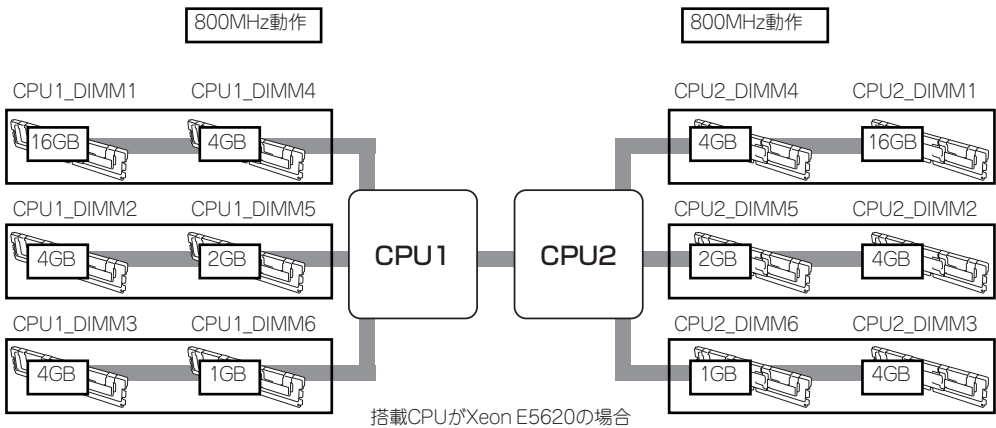 800MHz動作 800MHz動作
CPU1_DIMM1 CPU1_DIMM4 CPU2_DIMM4 CPU2_DIMM1
16GB 4GB 4GB 16GB
CPU1_DIMM2 CPU1_DIMM5 CPU2_DIMM5 CPU2_DIMM2
4GB 2GB CPU1 CPU2 2GB 4GB
CPU1_DIMM3 CPU1_DIMM6 CPU2_DIMM6 CPU2_DIMM3
4GB 1GB 1GB 4GB
搭載CPUがXeon E5620の場合